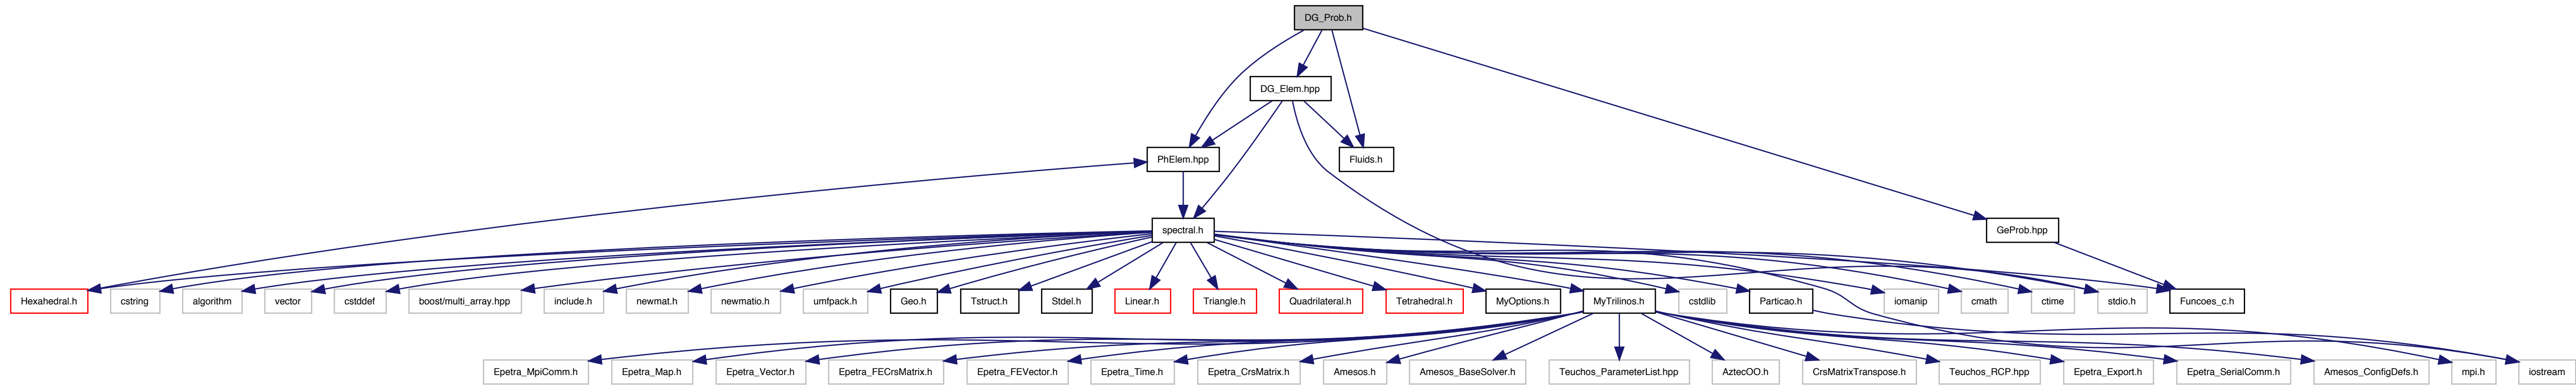 DG_Prob.h
DG_Elem.hpp
PhElem.hpp
Fluids.h
spectral.h
GeProb.hpp
Hexahedral.h
cstring
algorithm
vector
cstddef
boost/multi_array.hpp
include.h
newmat.h
newmatio.h
umfpack.h
Geo.h
Tstruct.h
Stdel.h
Linear.h
Triangle.h
Quadrilateral.h
Tetrahedral.h
MyOptions.h
MyTrilinos.h
cstdlib
Particao.h
iomanip
cmath
ctime
stdio.h
Funcoes_c.h
Epetra_MpiComm.h
Epetra_Map.h
Epetra_Vector.h
Epetra_FECrsMatrix.h
Epetra_FEVector.h
Epetra_Time.h
Epetra_CrsMatrix.h
Amesos.h
Amesos_BaseSolver.h
Teuchos_ParameterList.hpp
AztecOO.h
CrsMatrixTranspose.h
Teuchos_RCP.hpp
Epetra_Export.h
Epetra_SerialComm.h
Amesos_ConfigDefs.h
mpi.h
iostream